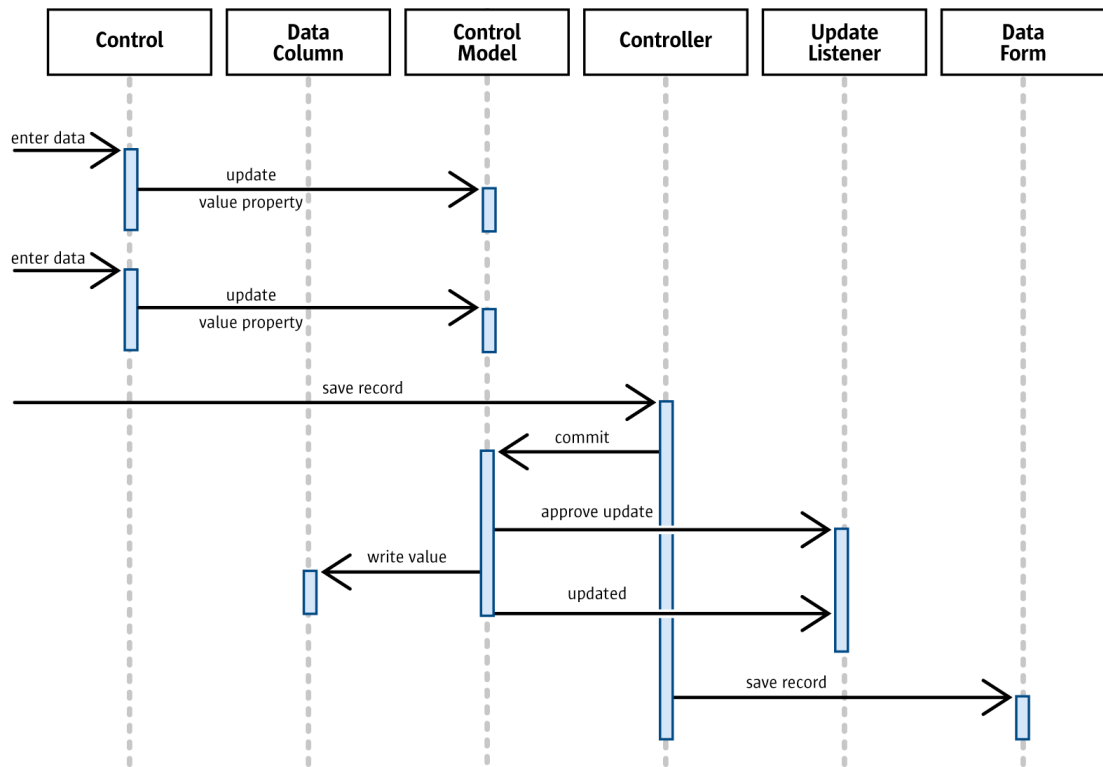 Control
Data
Column
Control
Model
Controller
Update
Listener
Data
Form
enter data
update
value property
enter data
update
value property
save record
commit
approve update
write value
updated
save record